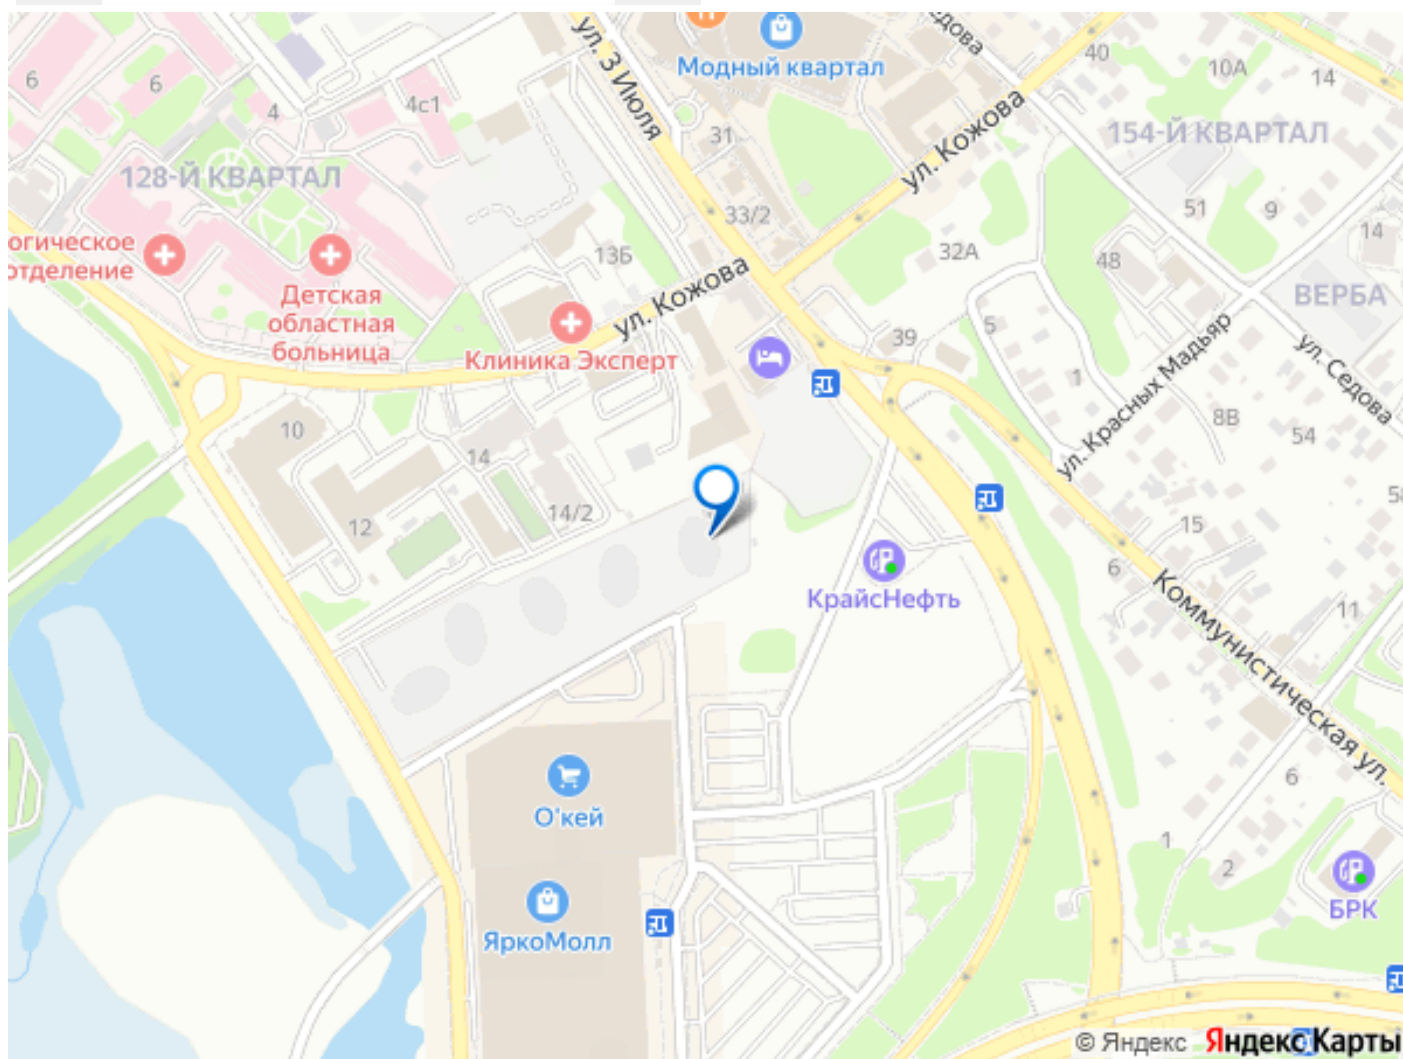 ул. 3 Июля
Седова
Модный квартал
40
10А
14
6
6
4
4с1
31
ул. Кожова
154-Й КВАРТАЛ
128-Й КВАРТАЛ
33/2
51
9
огическое
отделение
13Б
32А
48
14
Детская
областная
больница
ул. Кожова
ВЕРБА
Клиника Эксперт
39
5
1
ул. Красных Мадьяр
ул. Седова
10
14
8В
54
12
14/2
15
58
КрайсНефть
6
11
Коммунистическая ул.
О'кей
6
1
2
ЯркоМолл
БРК
© Яндекс Яндекс Карты